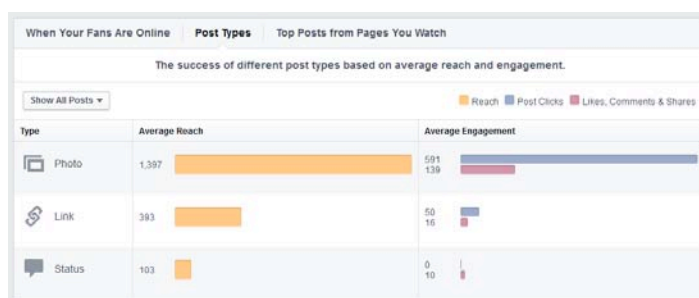 When Your Fans Are Online Post Types Top Posts from Pages You Watch
The success of different post types based on average reach and engagement.
Show All Posts Reach Post Clicks Likes, Comments & Shares
Type Average Reach Average Engagement
Photo 1,397 591
139
Link 393 50
16
Status 103 0
10